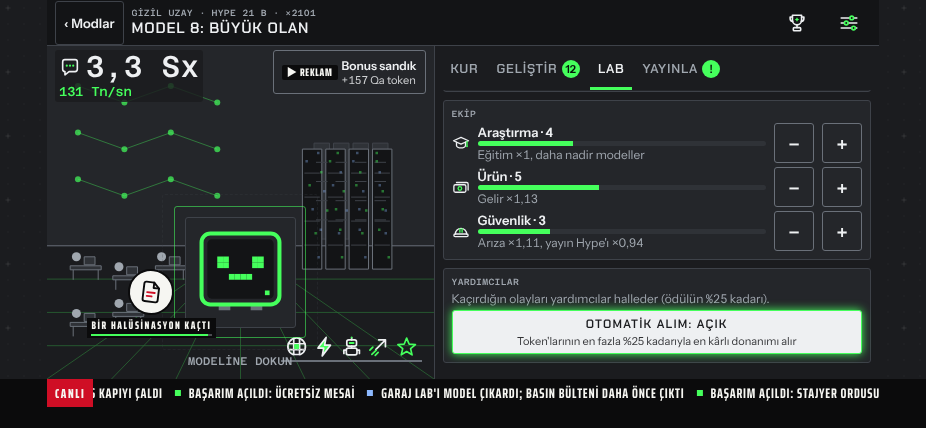 ‹ Modlar
GİZİL UZAY · HYPE 21 B · ×2101
MODEL 8: BÜYÜK OLAN
3,3 Sx
131 Tn/sn
▶ REKLAM
Bonus sandık
+157 Qa token
BİR HALÜSİNASYON KAÇTI
MODELİNE DOKUN
KUR GELİŞTİR 12 LAB YAYINLA !
EKİP
Araştırma · 4
Eğitim ×1, daha nadir modeller
− +
Ürün · 5
Gelir ×1,13
− +
Güvenlik · 3
Arıza ×1,11, yayın Hype'ı ×0,94
− +
YARDIMCILAR
Kaçırdığın olayları yardımcılar halleder (ödülün %25 kadarı).
OTOMATİK ALIM: AÇIK
Token'larının en fazla %25 kadarıyla en kârlı donanımı alır
CANLI KAPIYI ÇALDI ■ BAŞARIM AÇILDI: ÜCRETSİZ MESAİ ■ GARAJ LAB'I MODEL ÇIKARDI; BASIN BÜLTENİ DAHA ÖNCE ÇIKTI ■ BAŞARIM AÇILDI: STAJYER ORDUSU